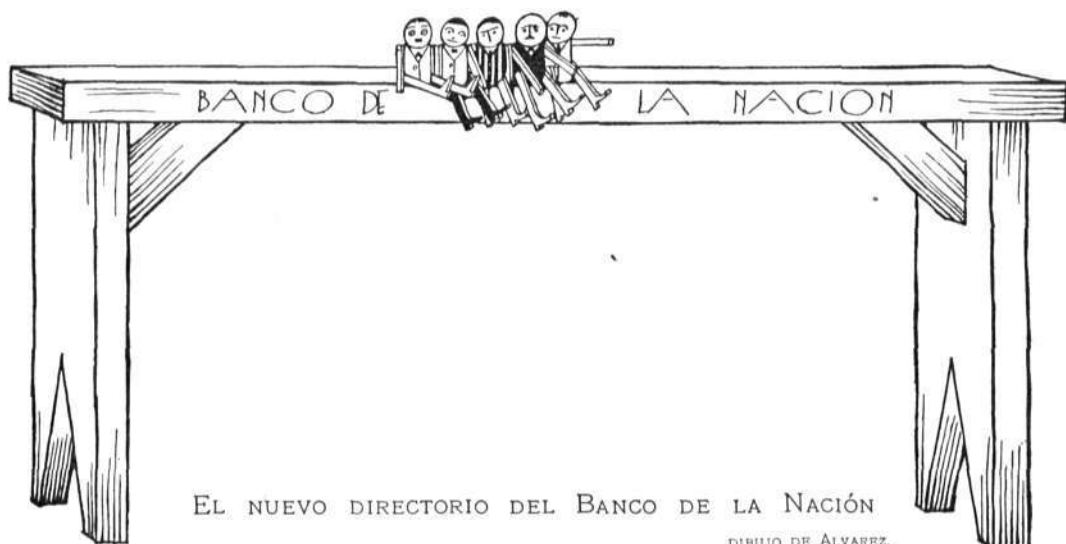 BANCO DE LA NACION
EL NUEVO DIRECTORIO DEL BANCO DE LA NACIÓN
DIBUJO DE ALVAREZ.